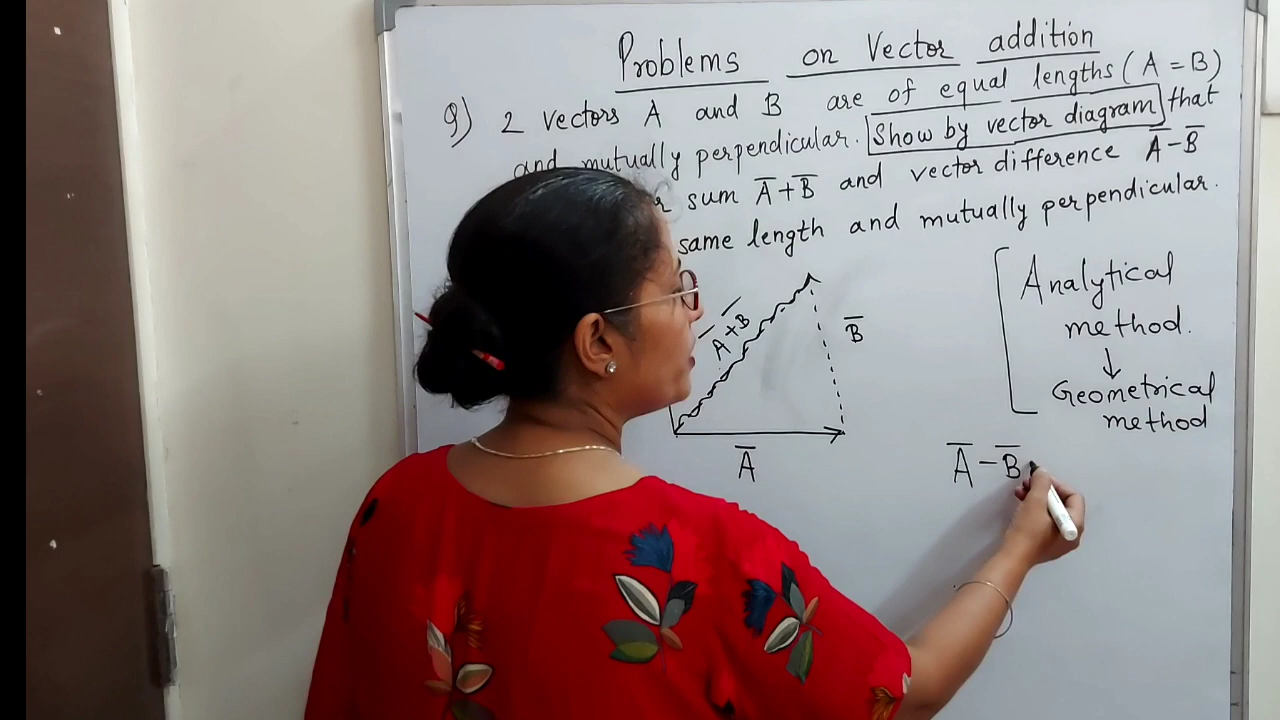 Problems on Vector addition
Q) 2 vectors A and B are of equal lengths (A = B)
and mutually perpendicular. Show by vector diagram that
sum A̅+B̅ and vector difference A̅-B̅
same length and mutually perpendicular.
Analytical
method.
↓
Geometrical
method
A̅+B̅
B̅
A̅
A̅ - B̅